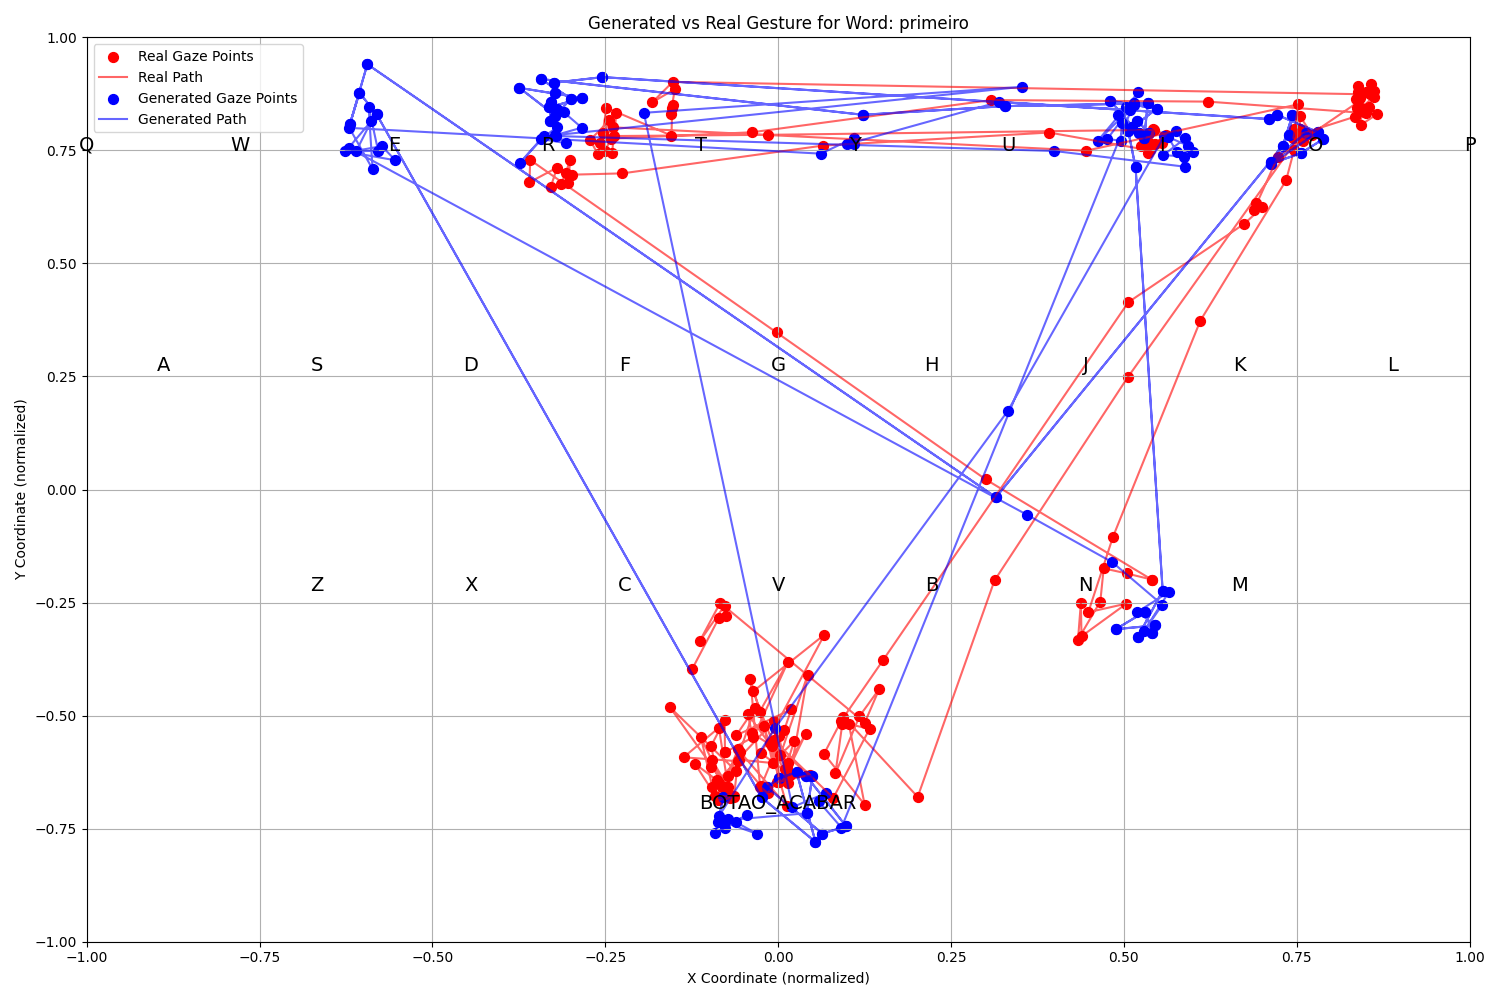 Generated vs Real Gesture for Word: primeiro
Real Gaze Points
Real Path
Generated Gaze Points
Generated Path
Q W E R T Y U I O P
A S D F G H J K L
Z X C V B N M
BOTAO_ACABAR
1.00
0.75
0.50
0.25
0.00
−0.25
−0.50
−0.75
−1.00
Y Coordinate (normalized)
−1.00 −0.75 −0.50 −0.25 0.00 0.25 0.50 0.75 1.00
X Coordinate (normalized)